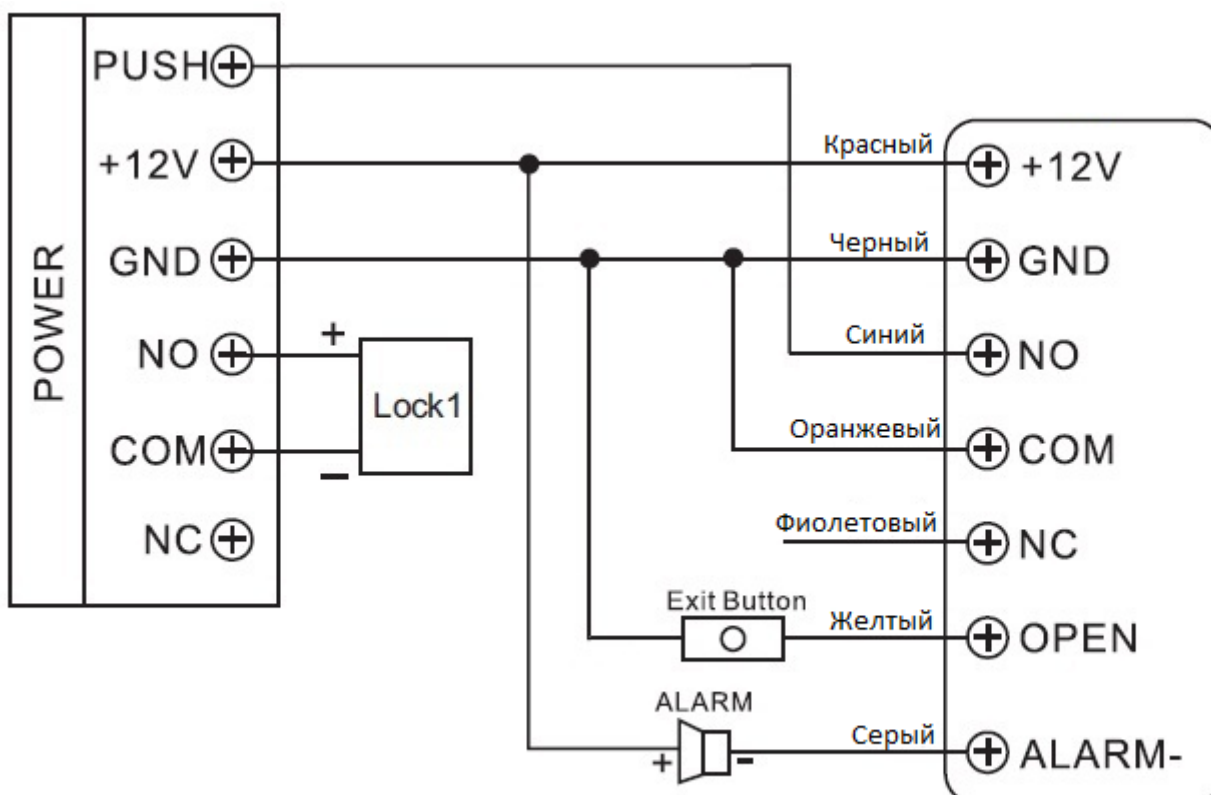 POWER
PUSH
+12V
GND
NO
COM
NC
+
Lock1
−
Красный
+12V
Черный
GND
Синий
NO
Оранжевый
COM
Фиолетовый
NC
Exit Button
Желтый
OPEN
ALARM
+
-
Серый
ALARM-